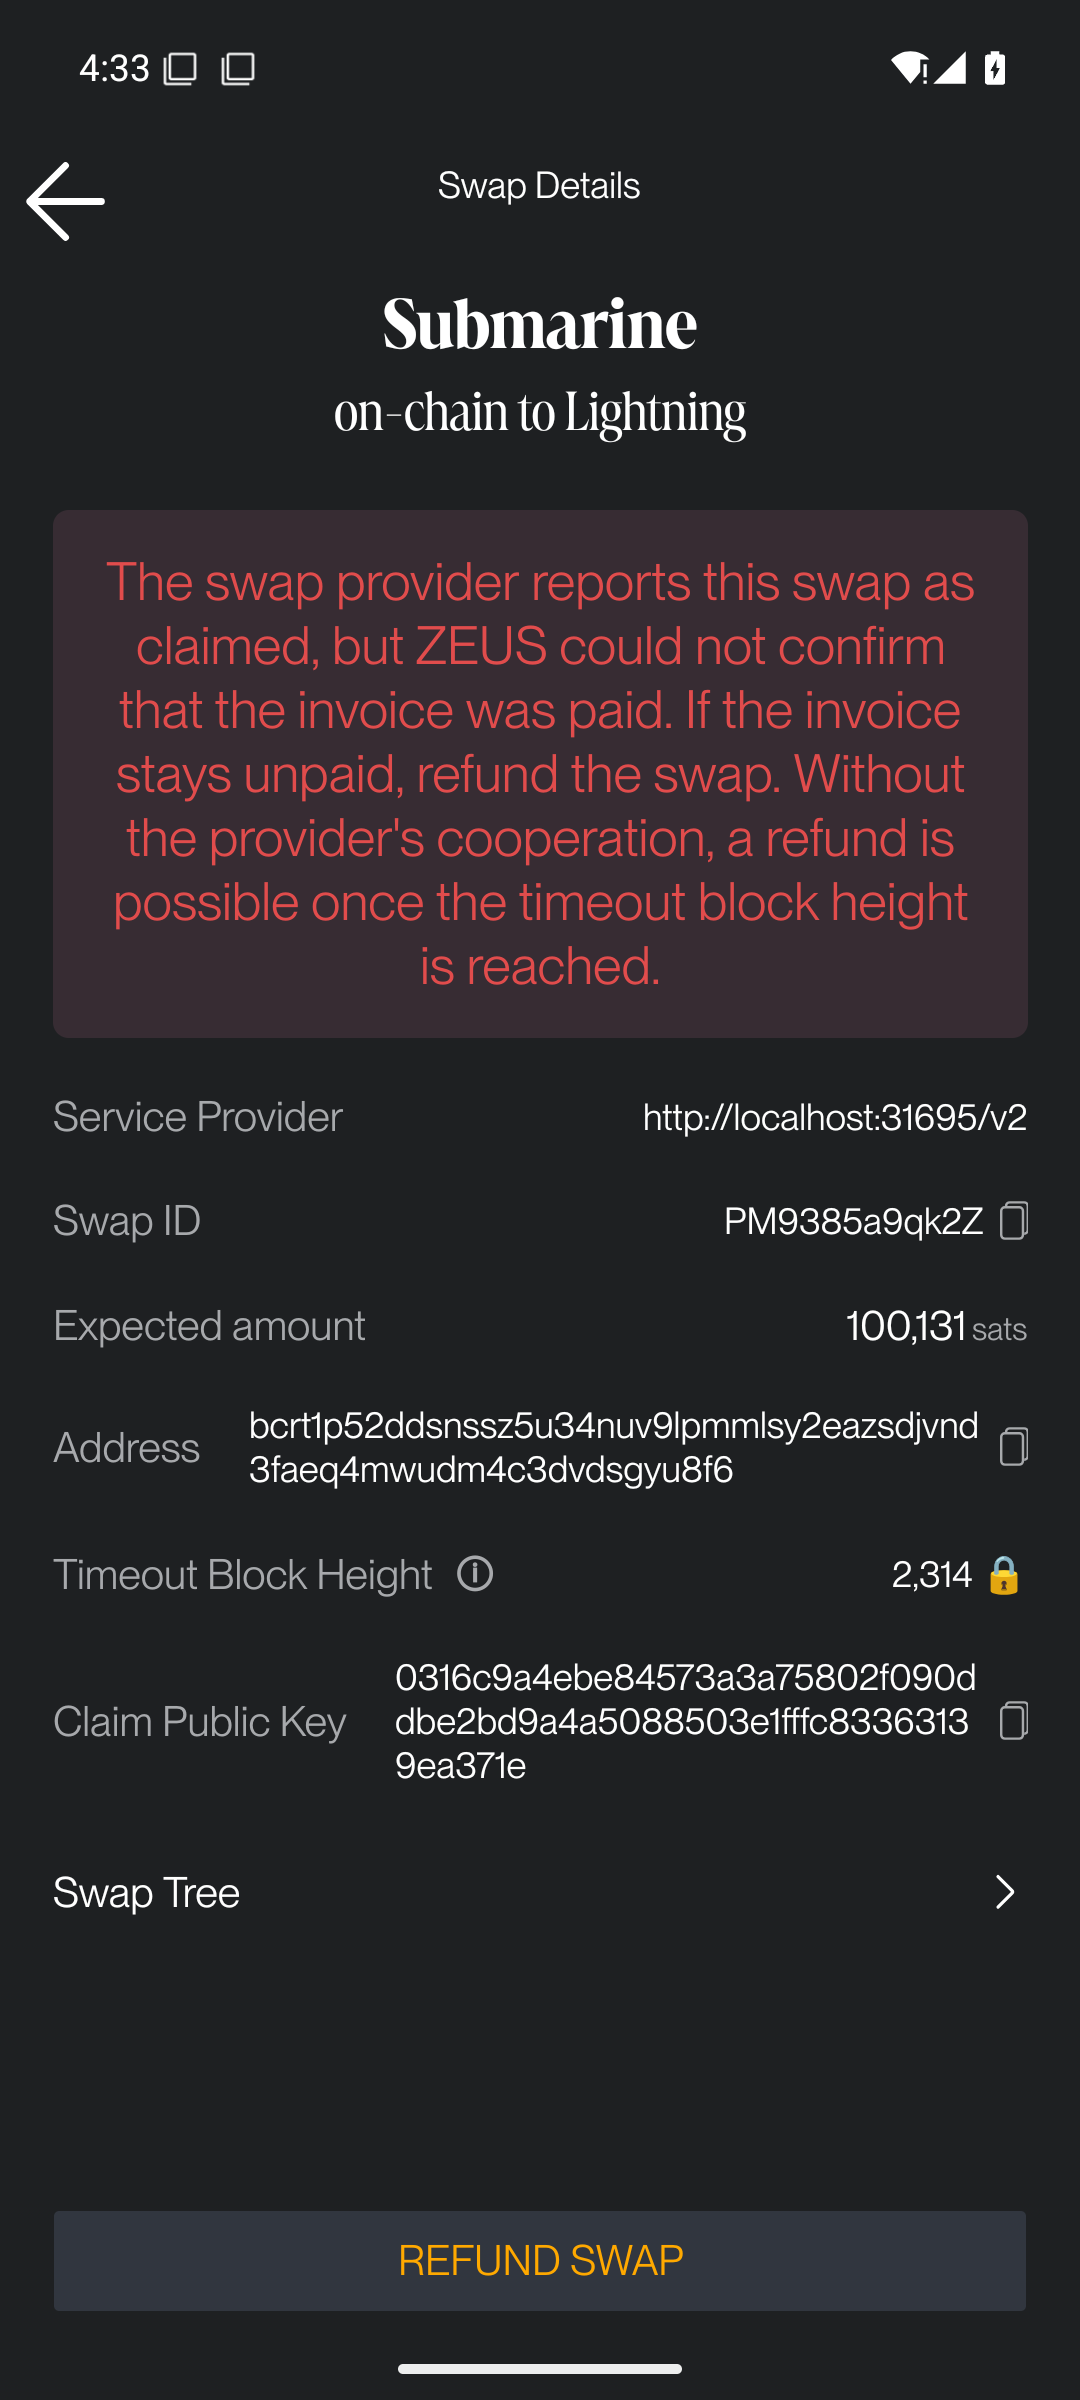 4:33
Swap Details
Submarine
on-chain to Lightning
The swap provider reports this swap as
claimed, but ZEUS could not confirm
that the invoice was paid. If the invoice
stays unpaid, refund the swap. Without
the provider's cooperation, a refund is
possible once the timeout block height
is reached.
Service Provider http://localhost:31695/v2
Swap ID PM9385a9qk2Z
Expected amount 100,131 sats
Address bcrt1p52ddsnssz5u34nuv9lpmmlsy2eazsdjvnd
3faeq4mwudm4c3dvdsgyu8f6
Timeout Block Height 2,314 🔒
Claim Public Key 0316c9a4ebe84573a3a75802f090d
dbe2bd9a4a5088503e1fffc8336313
9ea371e
Swap Tree
REFUND SWAP